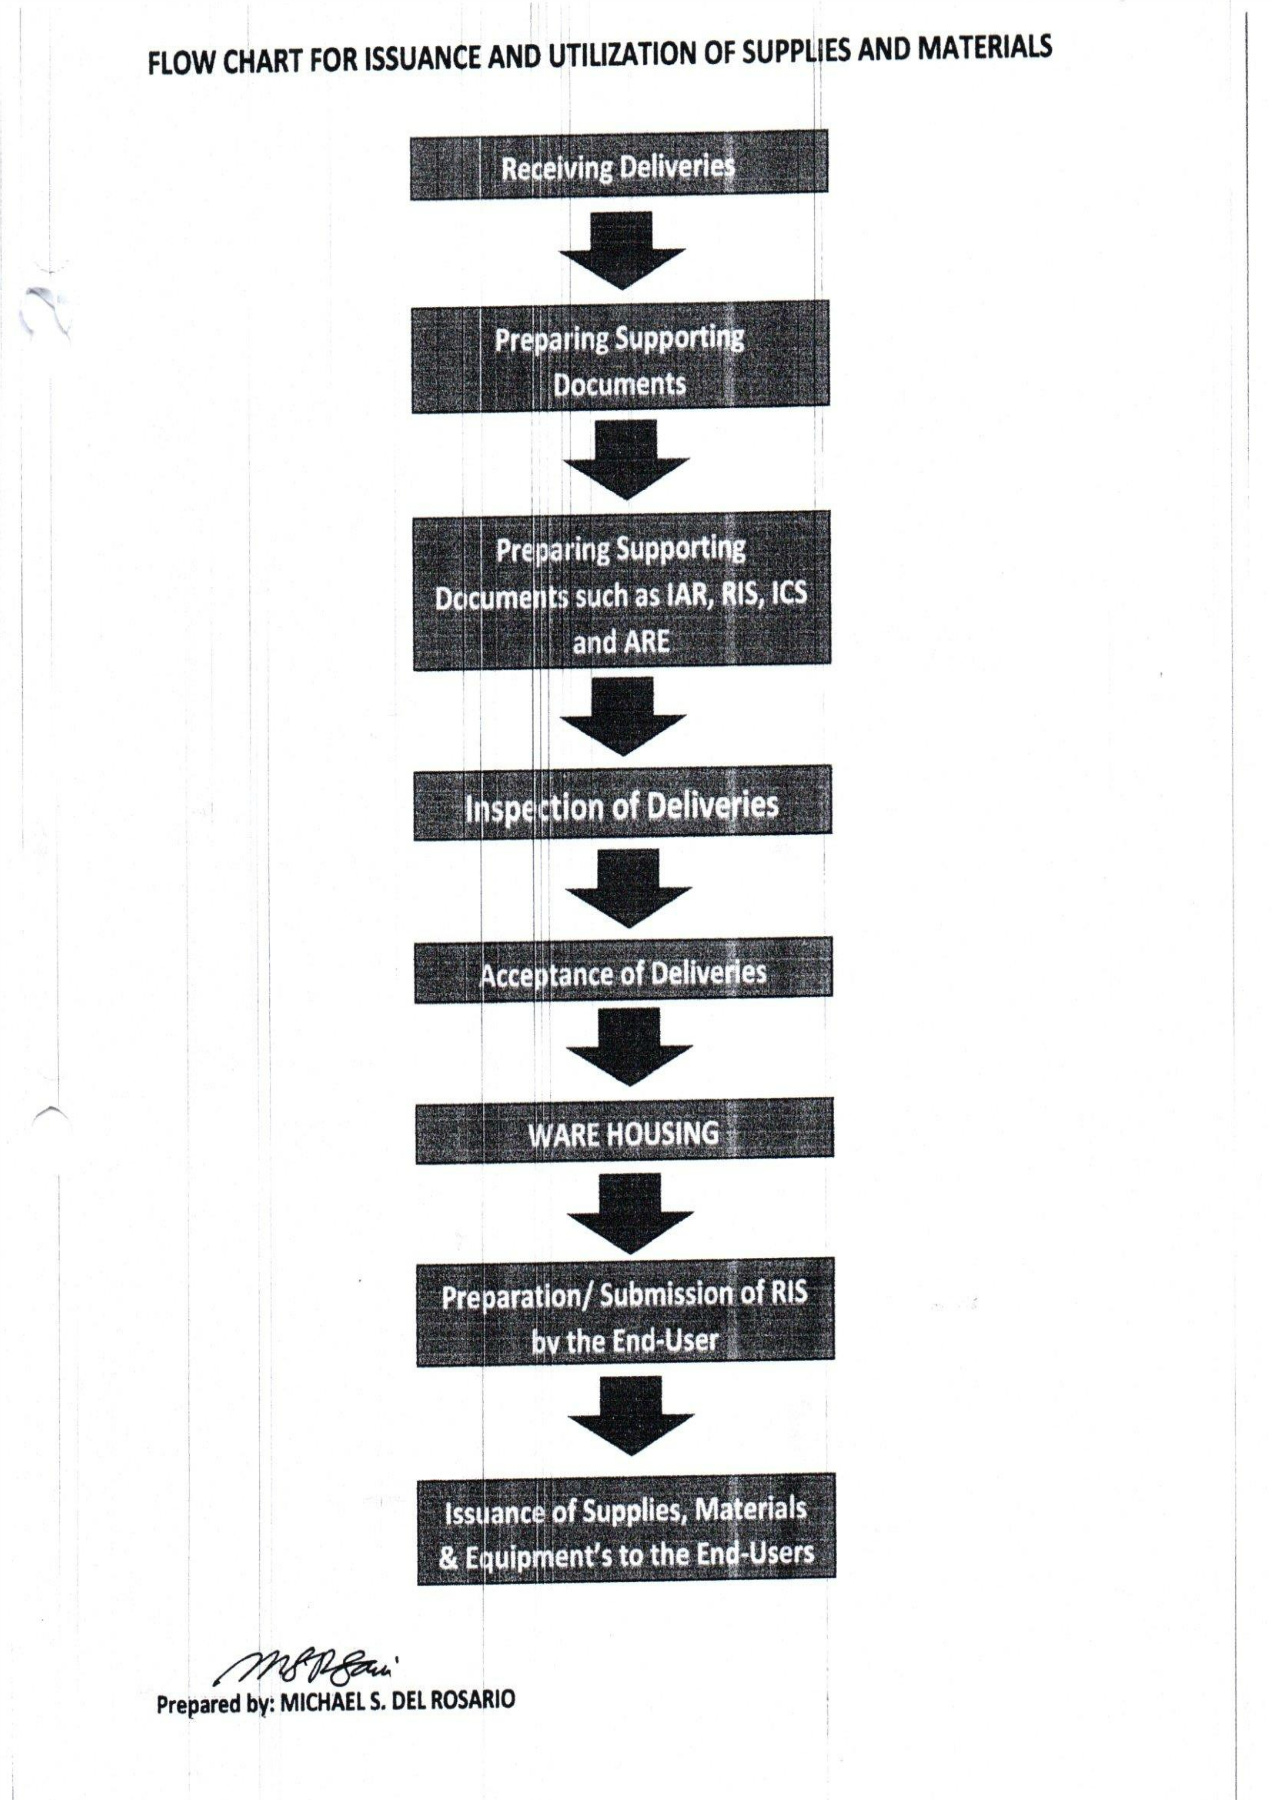 FLOW CHART FOR ISSUANCE AND UTILIZATION OF SUPPLIES AND MATERIALS
Receiving Deliveries
Preparing Supporting
Documents
Preparing Supporting
Documents such as IAR, RIS, ICS
and ARE
Inspection of Deliveries
Acceptance of Deliveries
WARE HOUSING
Preparation/ Submission of RIS
by the End-User
Issuance of Supplies, Materials
& Equipment's to the End-Users
Prepared by: MICHAEL S. DEL ROSARIO